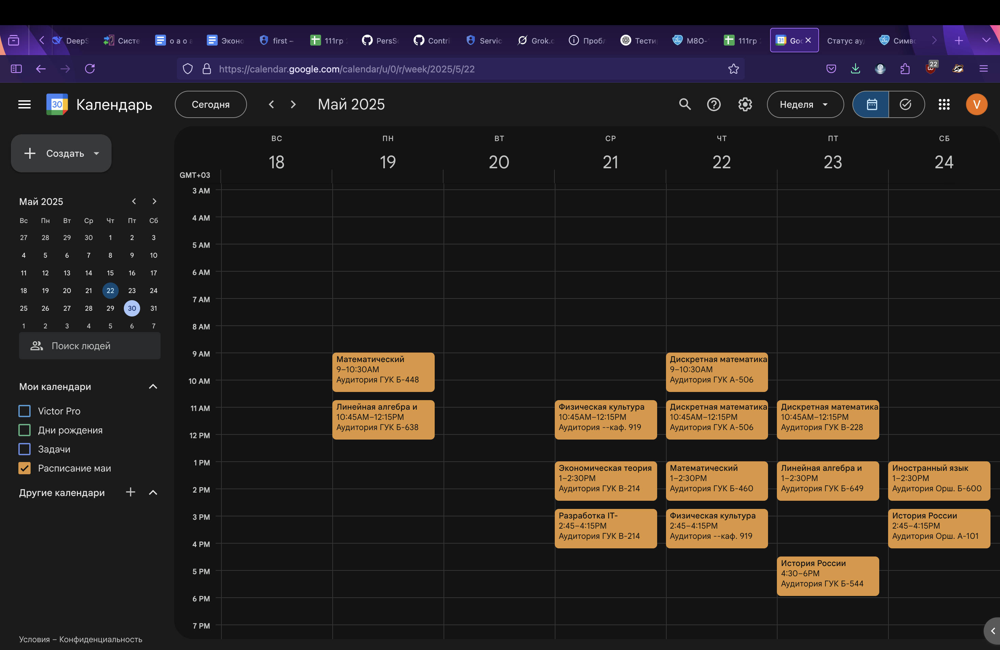 DeepS
Систе
о а о а
Эконо
first –
111гр 2
PersSo
Contri
Servic
Grok.c
Пробл
Тести
М8О-
111гр 2
31
Goo
Статус ау
Симво
https://calendar.google.com/calendar/u/0/r/week/2025/5/22
22
30
Календарь
Сегодня
Май 2025
Неделя
V
Создать
Май 2025
Вс Пн Вт Ср Чт Пт Сб
27 28 29 30 1 2 3
4 5 6 7 8 9 10
11 12 13 14 15 16 17
18 19 20 21 22 23 24
25 26 27 28 29 30 31
1 2 3 4 5 6 7
Поиск людей
Мои календари
Victor Pro
Дни рождения
Задачи
Расписание маи
Другие календари
Условия – Конфиденциальность
ВС ПН ВТ СР ЧТ ПТ СБ
18 19 20 21 22 23 24
GMT+03
3 AM
4 AM
5 AM
6 AM
7 AM
8 AM
9 AM
10 AM
11 AM
12 PM
1 PM
2 PM
3 PM
4 PM
5 PM
6 PM
7 PM
Математический
9–10:30AM
Аудитория ГУК Б-448
Линейная алгебра и
10:45AM–12:15PM
Аудитория ГУК Б-638
Физическая культура
10:45AM–12:15PM
Аудитория --каф. 919
Экономическая теория
1–2:30PM
Аудитория ГУК В-214
Разработка IT-
2:45–4:15PM
Аудитория ГУК В-214
Дискретная математика
9–10:30AM
Аудитория ГУК А-506
Дискретная математика
10:45AM–12:15PM
Аудитория ГУК А-506
Математический
1–2:30PM
Аудитория ГУК Б-460
Физическая культура
2:45–4:15PM
Аудитория --каф. 919
Дискретная математика
10:45AM–12:15PM
Аудитория ГУК В-228
Линейная алгебра и
1–2:30PM
Аудитория ГУК Б-649
История России
4:30–6PM
Аудитория ГУК Б-544
Иностранный язык
1–2:30PM
Аудитория Орш. Б-600
История России
2:45–4:15PM
Аудитория Орш. А-101